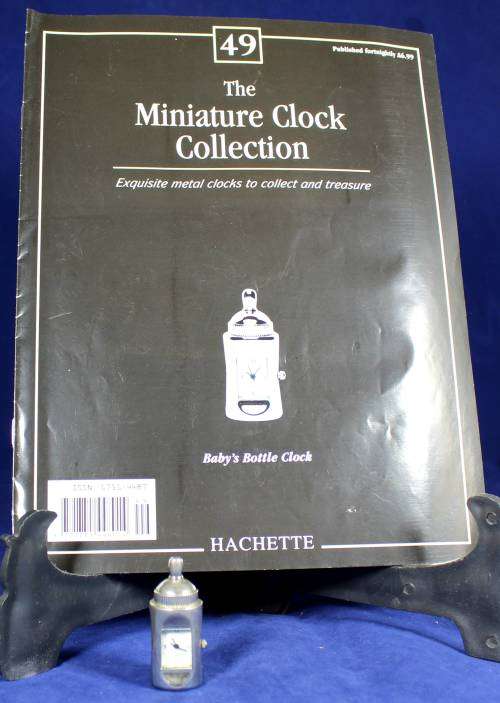 49
Published fortnightly £6.99
The
Miniature Clock
Collection
Exquisite metal clocks to collect and treasure
Baby's Bottle Clock
HACHETTE